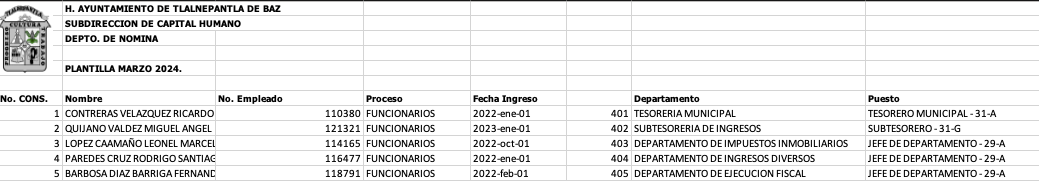 H. AYUNTAMIENTO DE TLALNEPANTLA DE BAZ
SUBDIRECCION DE CAPITAL HUMANO
DEPTO. DE NOMINA
PLANTILLA MARZO 2024.
No. CONS. Nombre No. Empleado Proceso Fecha Ingreso Departamento Puesto
1 CONTRERAS VELAZQUEZ RICARDO 110380 FUNCIONARIOS 2022-ene-01 401 TESORERIA MUNICIPAL TESORERO MUNICIPAL - 31-A
2 QUIJANO VALDEZ MIGUEL ANGEL 121321 FUNCIONARIOS 2023-ene-01 402 SUBTESORERIA DE INGRESOS SUBTESORERO - 31-G
3 LOPEZ CAAMAÑO LEONEL MARCEL 114165 FUNCIONARIOS 2022-oct-01 403 DEPARTAMENTO DE IMPUESTOS INMOBILIARIOS JEFE DE DEPARTAMENTO - 29-A
4 PAREDES CRUZ RODRIGO SANTIAG 116477 FUNCIONARIOS 2022-ene-01 404 DEPARTAMENTO DE INGRESOS DIVERSOS JEFE DE DEPARTAMENTO - 29-A
5 BARBOSA DIAZ BARRIGA FERNAND 118791 FUNCIONARIOS 2022-feb-01 405 DEPARTAMENTO DE EJECUCION FISCAL JEFE DE DEPARTAMENTO - 29-A